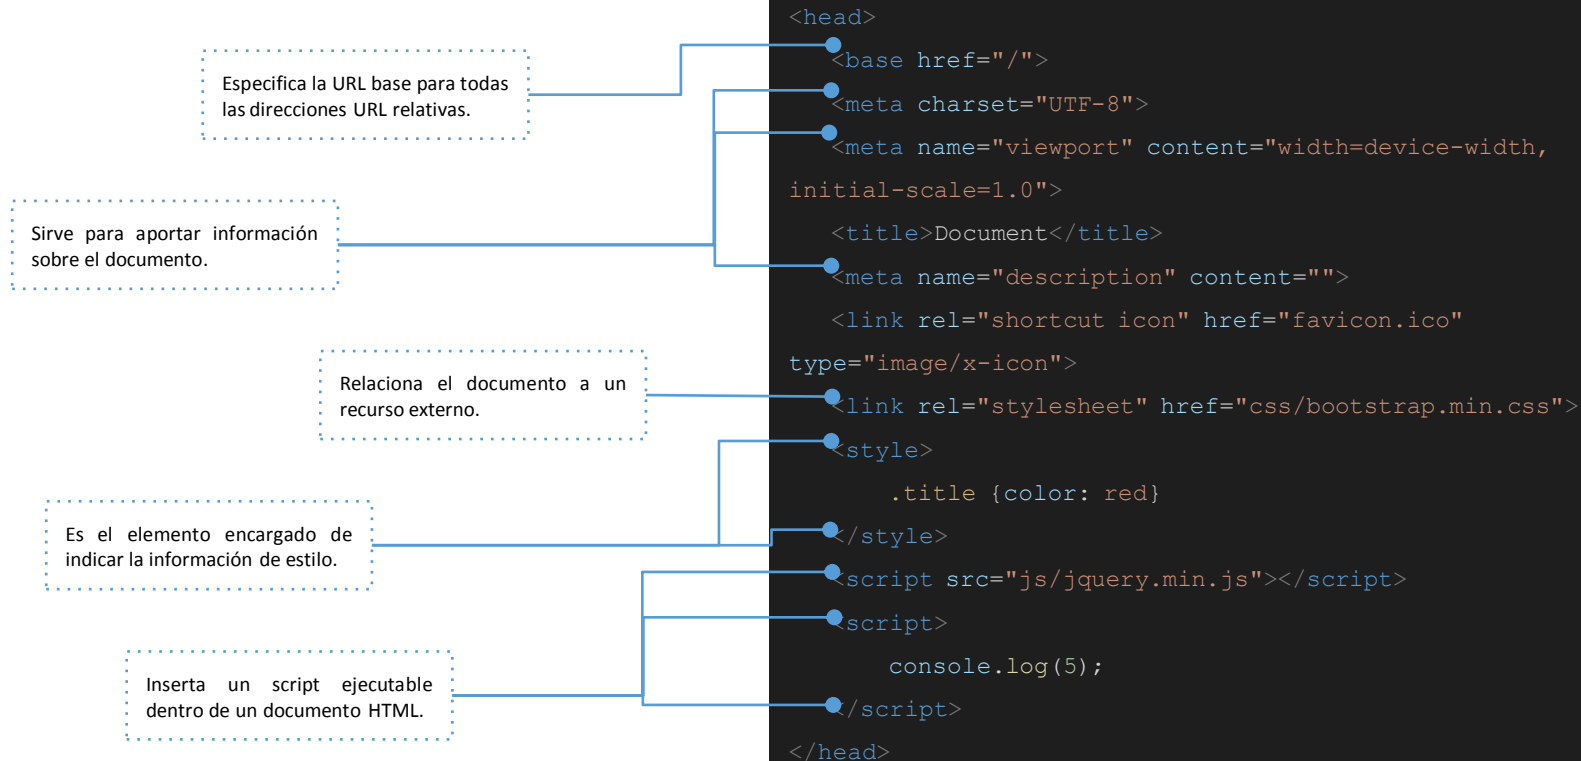 Especifica la URL base para todas
las direcciones URL relativas.
Sirve para aportar información
sobre el documento.
Relaciona el documento a un
recurso externo.
Es el elemento encargado de
indicar la información de estilo.
Inserta un script ejecutable
dentro de un documento HTML.
<head>
<base href="/">
<meta charset="UTF-8">
<meta name="viewport" content="width=device-width,
initial-scale=1.0">
<title>Document</title>
<meta name="description" content="">
<link rel="shortcut icon" href="favicon.ico"
type="image/x-icon">
<link rel="stylesheet" href="css/bootstrap.min.css">
<style>
.title {color: red}
</style>
<script src="js/jquery.min.js"></script>
<script>
console.log(5);
</script>
</head>